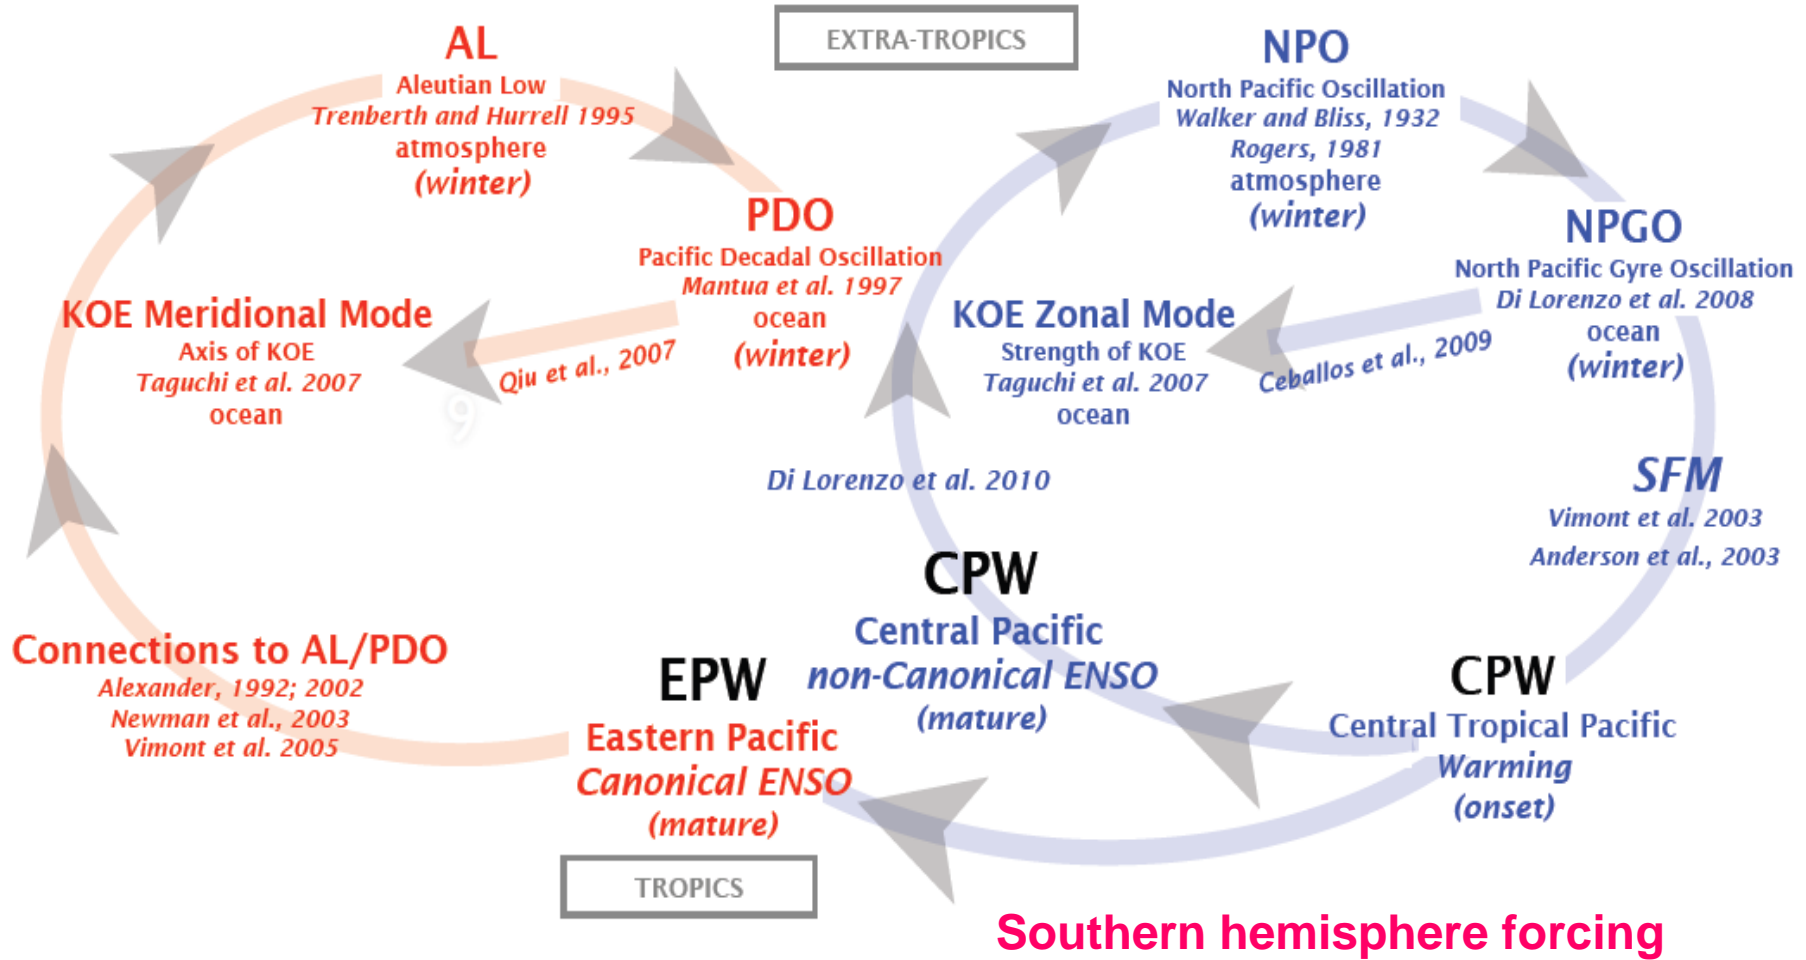 EXTRA-TROPICS
AL
Aleutian Low
Trenberth and Hurrell 1995
atmosphere
(winter)
PDO
Pacific Decadal Oscillation
Mantua et al. 1997
ocean
(winter)
KOE Meridional Mode
Axis of KOE
Taguchi et al. 2007
ocean
Qiu et al., 2007
9
NPO
North Pacific Oscillation
Walker and Bliss, 1932
Rogers, 1981
atmosphere
(winter)
NPGO
North Pacific Gyre Oscillation
Di Lorenzo et al. 2008
ocean
(winter)
KOE Zonal Mode
Strength of KOE
Taguchi et al. 2007
ocean
Ceballos et al., 2009
Di Lorenzo et al. 2010
SFM
Vimont et al. 2003
Anderson et al., 2003
CPW
Central Pacific
non-Canonical ENSO
(mature)
CPW
Central Tropical Pacific
Warming
(onset)
EPW
Eastern Pacific
Canonical ENSO
(mature)
Connections to AL/PDO
Alexander, 1992; 2002
Newman et al., 2003
Vimont et al. 2005
TROPICS
Southern hemisphere forcing